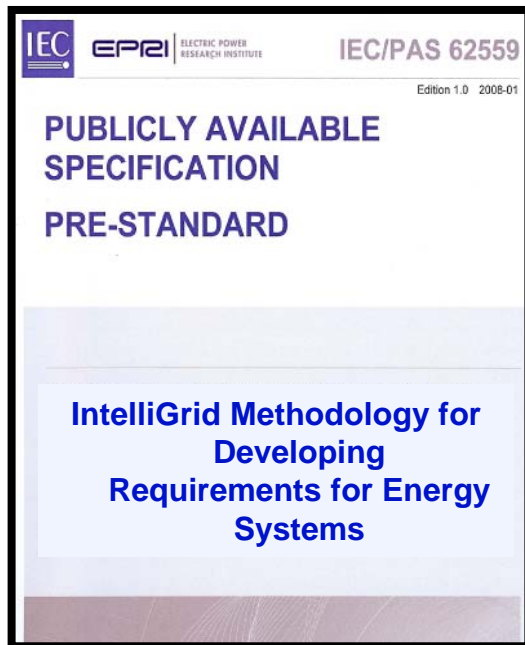 IEC EPRI ELECTRIC POWER IEC/PAS 62559
RESEARCH INSTITUTE
Edition 1.0 2008-01
PUBLICLY AVAILABLE
SPECIFICATION
PRE-STANDARD
IntelliGrid Methodology for
Developing
Requirements for Energy
Systems